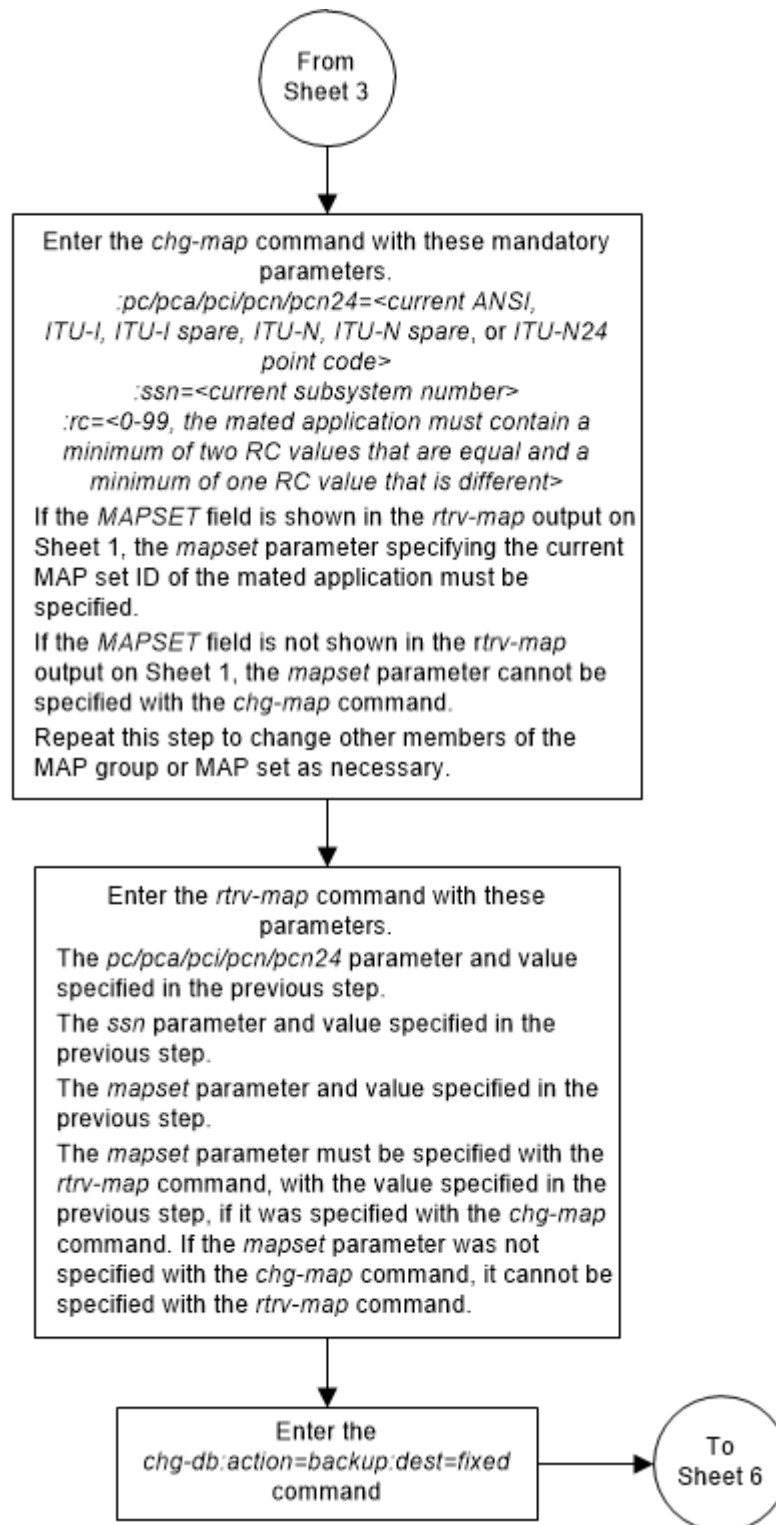 From
Sheet 3
Enter the chg-map command with these mandatory
parameters.
:pc/pca/pci/pcn/pcn24=<current ANSI,
ITU-I, ITU-I spare, ITU-N, ITU-N spare, or ITU-N24
point code>
:ssn=<current subsystem number>
:rc=<0-99, the mated application must contain a
minimum of two RC values that are equal and a
minimum of one RC value that is different>
If the MAPSET field is shown in the rtrv-map output on
Sheet 1, the mapset parameter specifying the current
MAP set ID of the mated application must be
specified.
If the MAPSET field is not shown in the rtrv-map
output on Sheet 1, the mapset parameter cannot be
specified with the chg-map command.
Repeat this step to change other members of the
MAP group or MAP set as necessary.
Enter the rtrv-map command with these
parameters.
The pc/pca/pci/pcn/pcn24 parameter and value
specified in the previous step.
The ssn parameter and value specified in the
previous step.
The mapset parameter and value specified in the
previous step.
The mapset parameter must be specified with the
rtrv-map command, with the value specified in the
previous step, if it was specified with the chg-map
command. If the mapset parameter was not
specified with the chg-map command, it cannot be
specified with the rtrv-map command.
Enter the
chg-db:action=backup:dest=fixed
command
To
Sheet 6